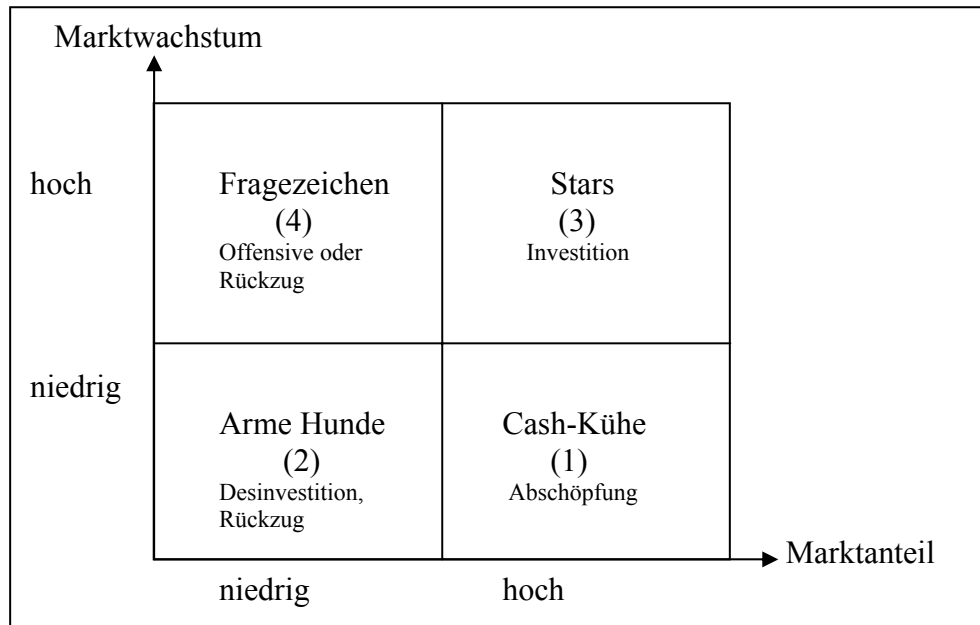 Marktwachstum
hoch
Fragezeichen
(4)
Offensive oder
Rückzug
Stars
(3)
Investition
niedrig
Arme Hunde
(2)
Desinvestition,
Rückzug
Cash-Kühe
(1)
Abschöpfung
Marktanteil
niedrig
hoch